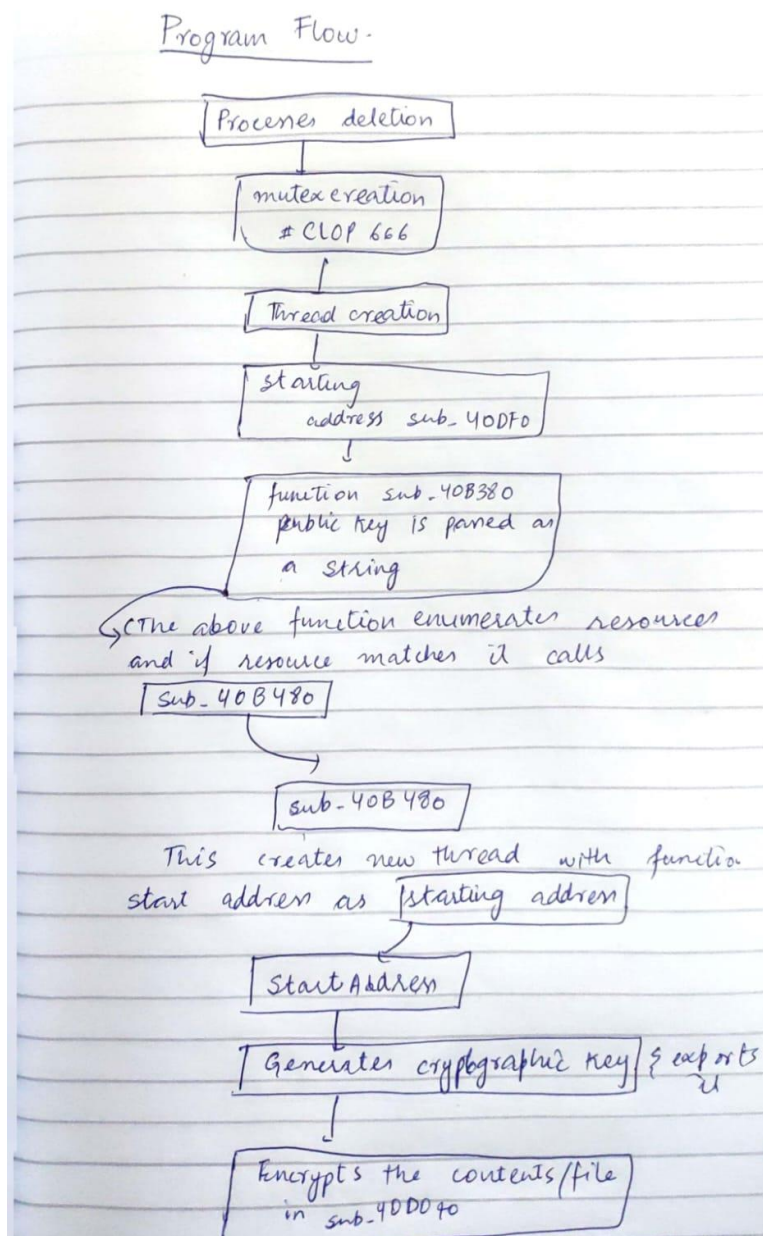 Program Flow.
Processes deletion
mutex creation
# CLOP 666
Thread creation
starting
address sub_40DF0
function sub_40B380
public key is passed as
a string
(The above function enumerates resources
and if resource matches it calls
Sub_40B480
sub_40B480
This creates new thread with function
start address as starting address
Start Address
Generates cryptographic key & exports
it
Encrypts the contents/file
in sub_40D040